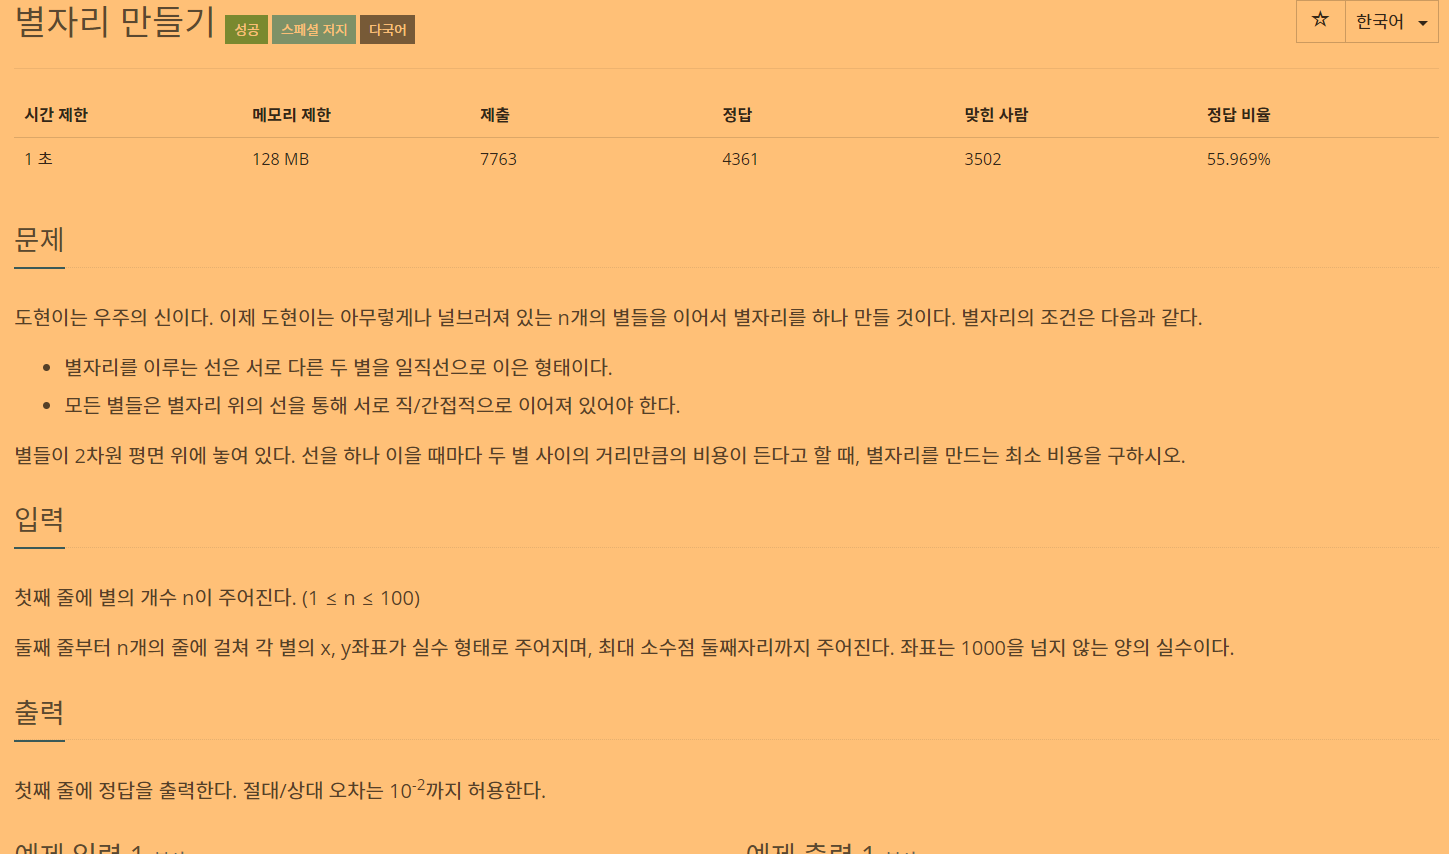 별자리 만들기 성공 스페셜 저지 다국어 ☆ 한국어
시간 제한 메모리 제한 제출 정답 맞힌 사람 정답 비율
1 초 128 MB 7763 4361 3502 55.969%
문제
도현이는 우주의 신이다. 이제 도현이는 아무렇게나 널브러져 있는 n개의 별들을 이어서 별자리를 하나 만들 것이다. 별자리의 조건은 다음과 같다.
• 별자리를 이루는 선은 서로 다른 두 별을 일직선으로 이은 형태이다.
• 모든 별들은 별자리 위의 선을 통해 서로 직/간접적으로 이어져 있어야 한다.
별들이 2차원 평면 위에 놓여 있다. 선을 하나 이을 때마다 두 별 사이의 거리만큼의 비용이 든다고 할 때, 별자리를 만드는 최소 비용을 구하시오.
입력
첫째 줄에 별의 개수 n이 주어진다. (1 ≤ n ≤ 100)
둘째 줄부터 n개의 줄에 걸쳐 각 별의 x, y좌표가 실수 형태로 주어지며, 최대 소수점 둘째자리까지 주어진다. 좌표는 1000을 넘지 않는 양의 실수이다.
출력
첫째 줄에 정답을 출력한다. 절대/상대 오차는 10⁻²까지 허용한다.
예제 입력 1 예제 출력 1